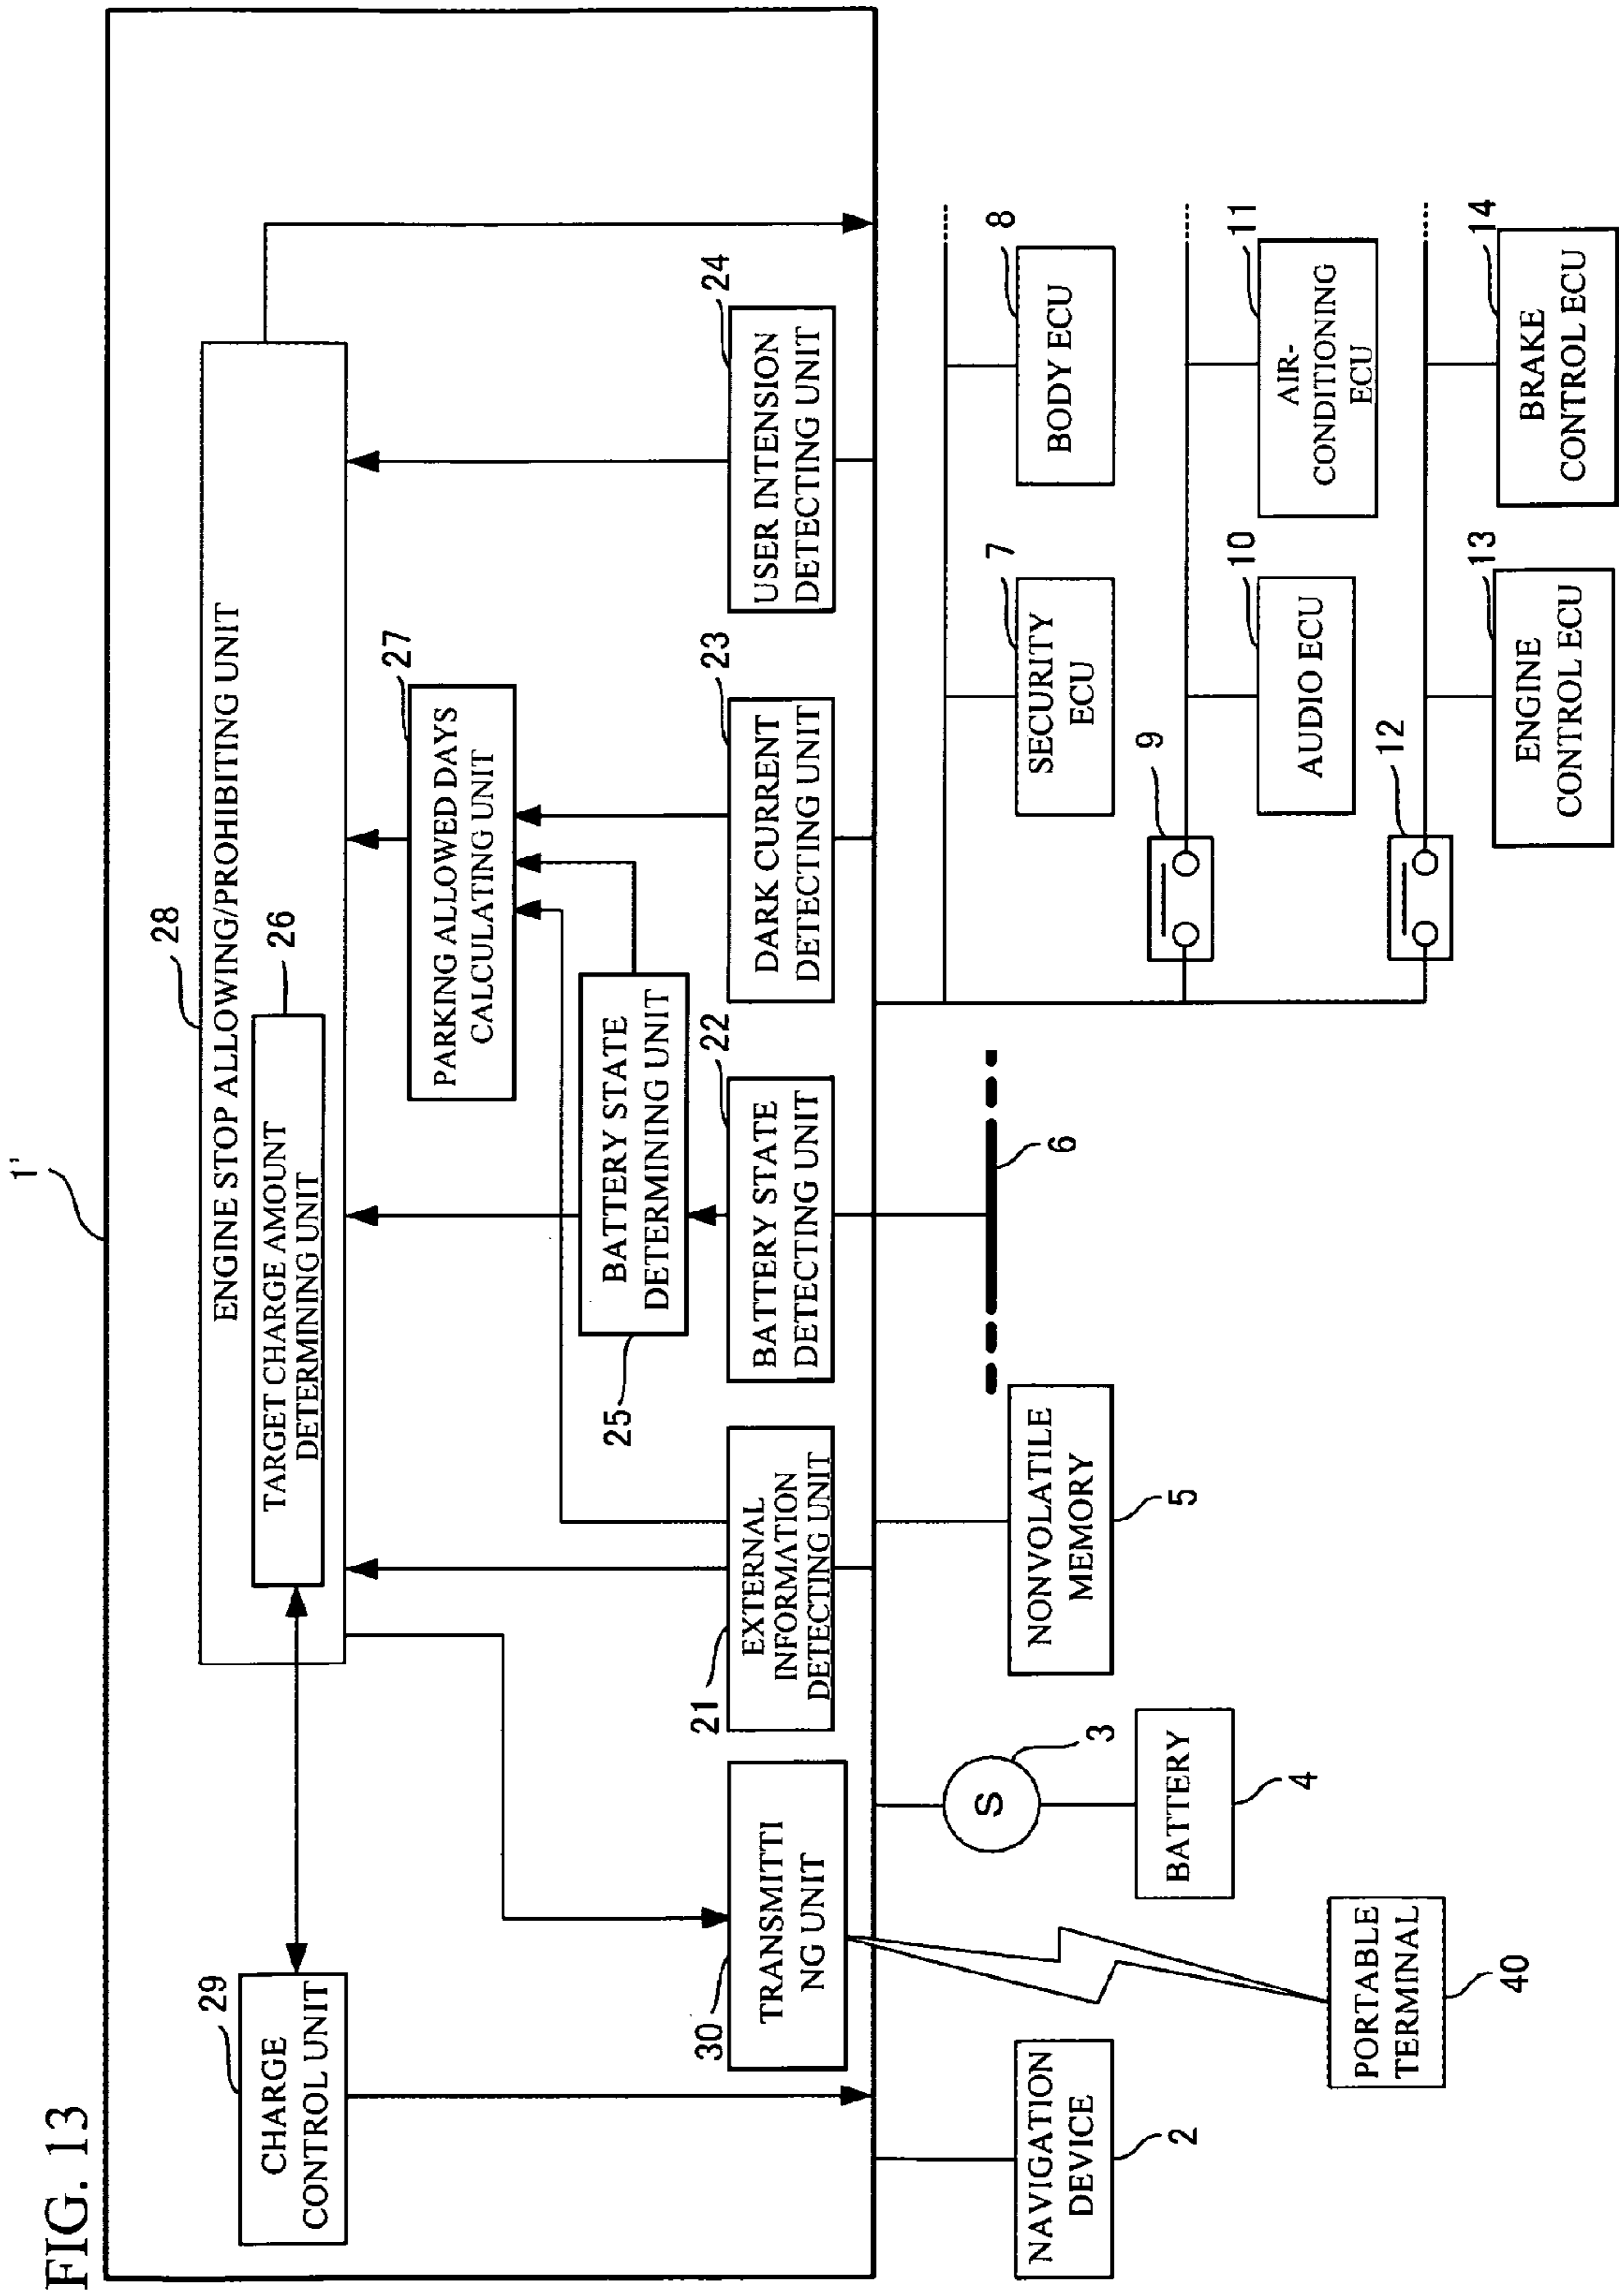 FIG. 13
1'
28
ENGINE STOP ALLOWING/PROHIBITING UNIT
29
CHARGE
CONTROL UNIT
26
TARGET CHARGE AMOUNT
DETERMINING UNIT
27
PARKING ALLOWED DAYS
CALCULATING UNIT
25
BATTERY STATE
DETERMINING UNIT
30
TRANSMITTI
NG UNIT
21
EXTERNAL
INFORMATION
DETECTING UNIT
22
BATTERY STATE
DETECTING UNIT
23
DARK CURRENT
DETECTING UNIT
24
USER INTENSION
DETECTING UNIT
NAVIGATION
DEVICE
2
PORTABLE
TERMINAL
40
S
3
BATTERY
4
NONVOLATILE
MEMORY
5
6
7
SECURITY
ECU
8
BODY ECU
9
10
AUDIO ECU
11
AIR-
CONDITIONING
ECU
12
13
ENGINE
CONTROL ECU
14
BRAKE
CONTROL ECU